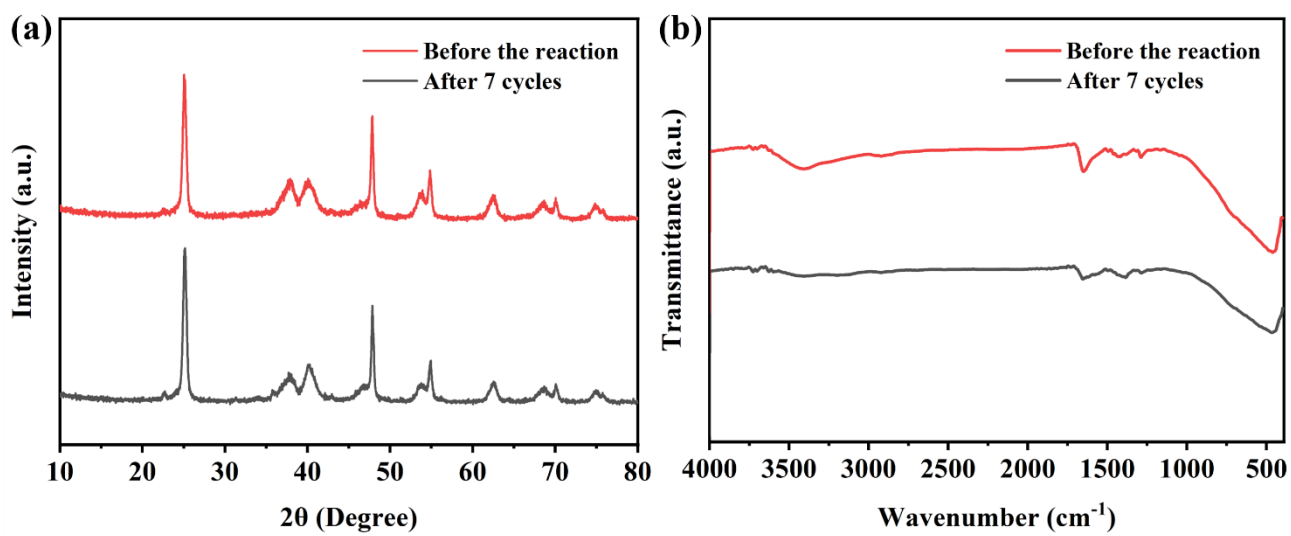 (a)
Before the reaction
After 7 cycles
Intensity (a.u.)
10 20 30 40 50 60 70 80
2θ (Degree)
(b)
Before the reaction
After 7 cycles
Transmittance (a.u.)
4000 3500 3000 2500 2000 1500 1000 500
Wavenumber (cm⁻¹)